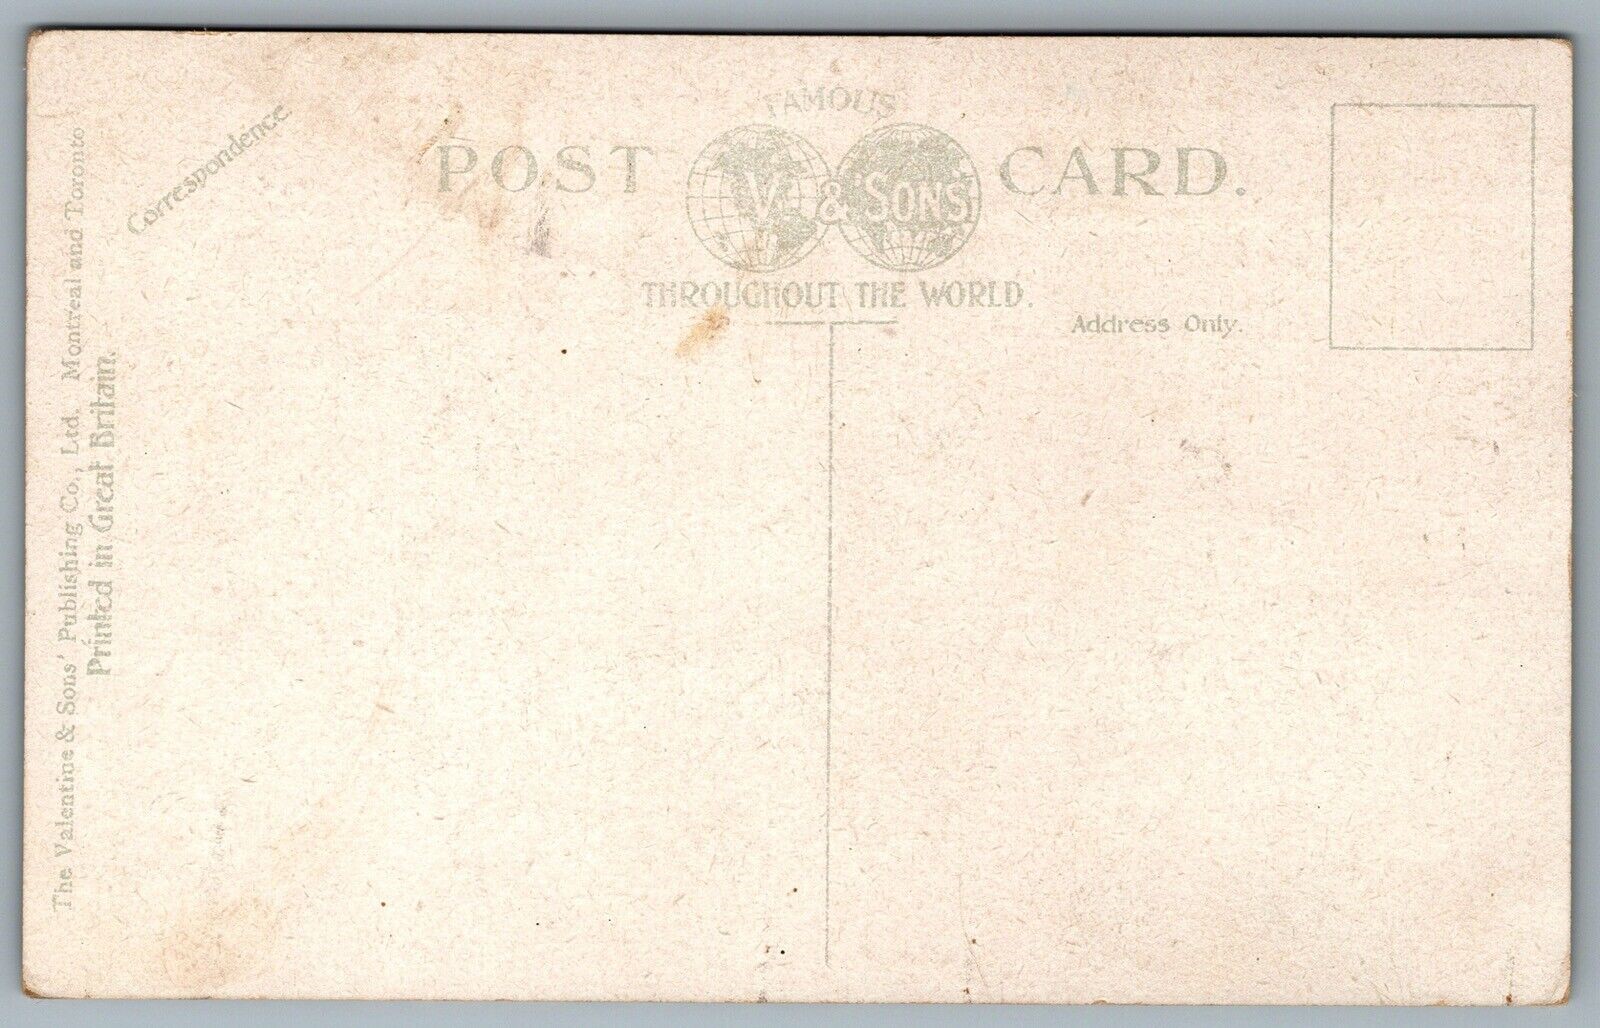 FAMOUS
POST CARD.
V & SONS'
THROUGHOUT THE WORLD.
Correspondence.
Address Only.
The Valentine & Sons' Publishing Co., Ltd. Montreal and Toronto
Printed in Great Britain.